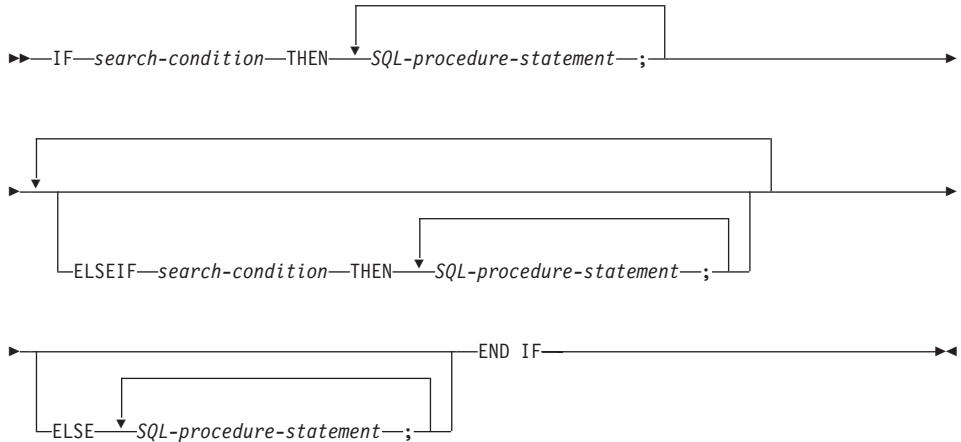 IF search-condition THEN SQL-procedure-statement ;
ELSEIF search-condition THEN SQL-procedure-statement ;
END IF
ELSE SQL-procedure-statement ;